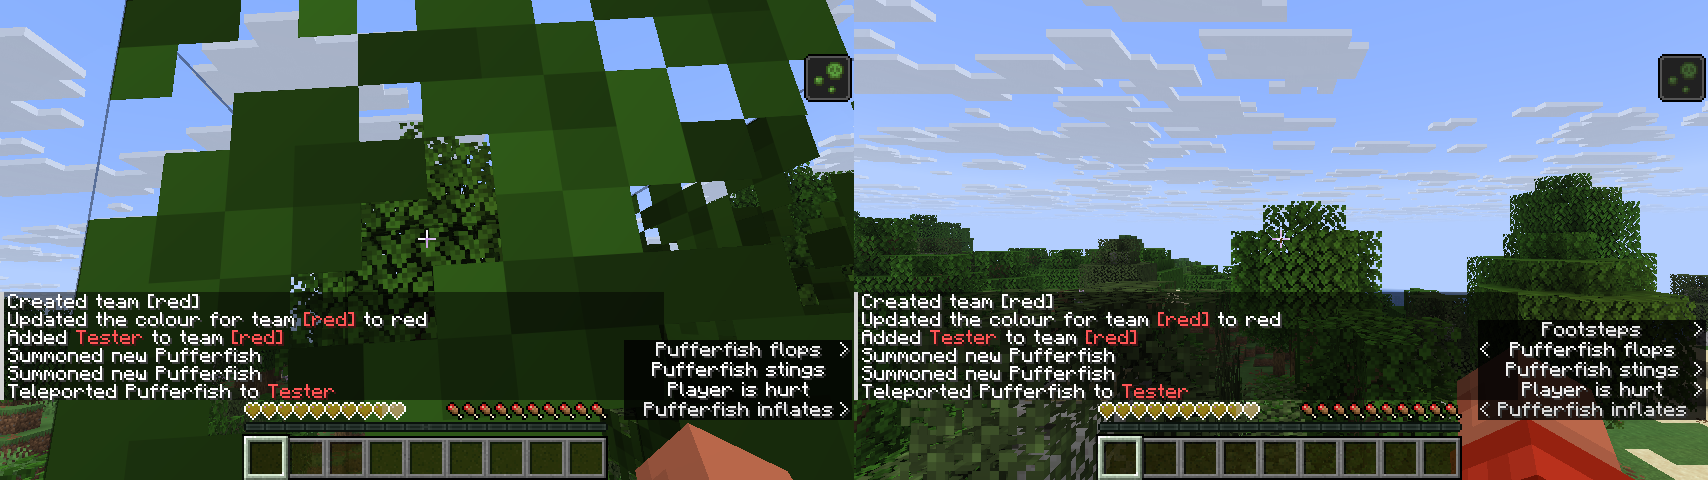 Created team [red]
Updated the colour for team [red] to red
Added Tester to team [red]
Summoned new Pufferfish
Summoned new Pufferfish
Teleported Pufferfish to Tester
Pufferfish flops >
Pufferfish stings
Player is hurt
Pufferfish inflates >
Created team [red]
Updated the colour for team [red] to red
Added Tester to team [red]
Summoned new Pufferfish
Summoned new Pufferfish
Teleported Pufferfish to Tester
Footsteps >
< Pufferfish flops
Pufferfish stings >
Player is hurt >
< Pufferfish inflates